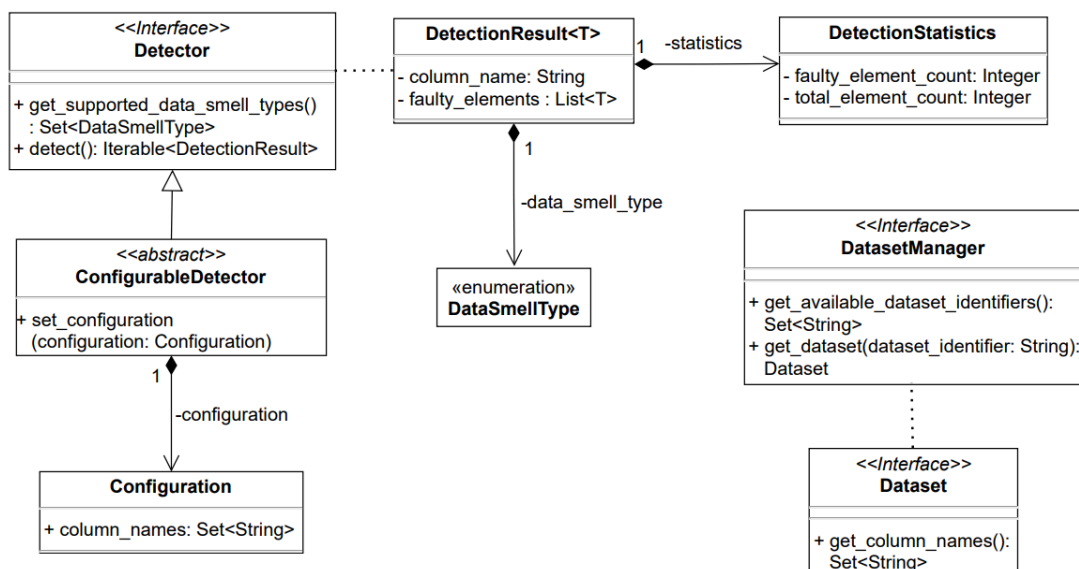 <<Interface>>
Detector
+ get_supported_data_smell_types()
: Set<DataSmellType>
+ detect(): Iterable<DetectionResult>
DetectionResult<T>
- column_name: String
- faulty_elements : List<T>
1
-statistics
DetectionStatistics
- faulty_element_count: Integer
- total_element_count: Integer
1
-data_smell_type
«enumeration»
DataSmellType
<<abstract>>
ConfigurableDetector
+ set_configuration
(configuration: Configuration)
1
-configuration
Configuration
+ column_names: Set<String>
<<Interface>>
DatasetManager
+ get_available_dataset_identifiers():
Set<String>
+ get_dataset(dataset_identifier: String):
Dataset
<<Interface>>
Dataset
+ get_column_names():
Set<String>